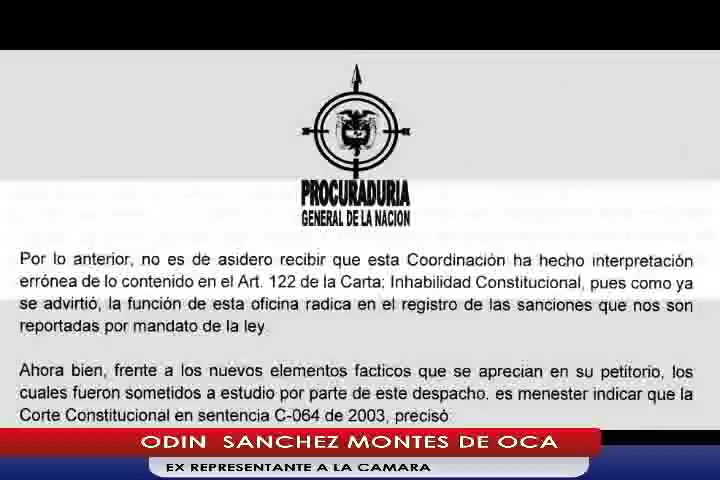 PROCURADURIA
GENERAL DE LA NACION
Por lo anterior, no es de asidero recibir que esta Coordinación ha hecho interpretación
errónea de lo contenido en el Art. 122 de la Carta; Inhabilidad Constitucional, pues como ya
se advirtió, la función de esta oficina radica en el registro de las sanciones que nos son
reportadas por mandato de la ley.
Ahora bien, frente a los nuevos elementos facticos que se aprecian en su petitorio, los
cuales fueron sometidos a estudio por parte de este despacho. es menester indicar que la
Corte Constitucional en sentencia C-064 de 2003, precisó
ODIN SANCHEZ MONTES DE OCA
EX REPRESENTANTE A LA CAMARA